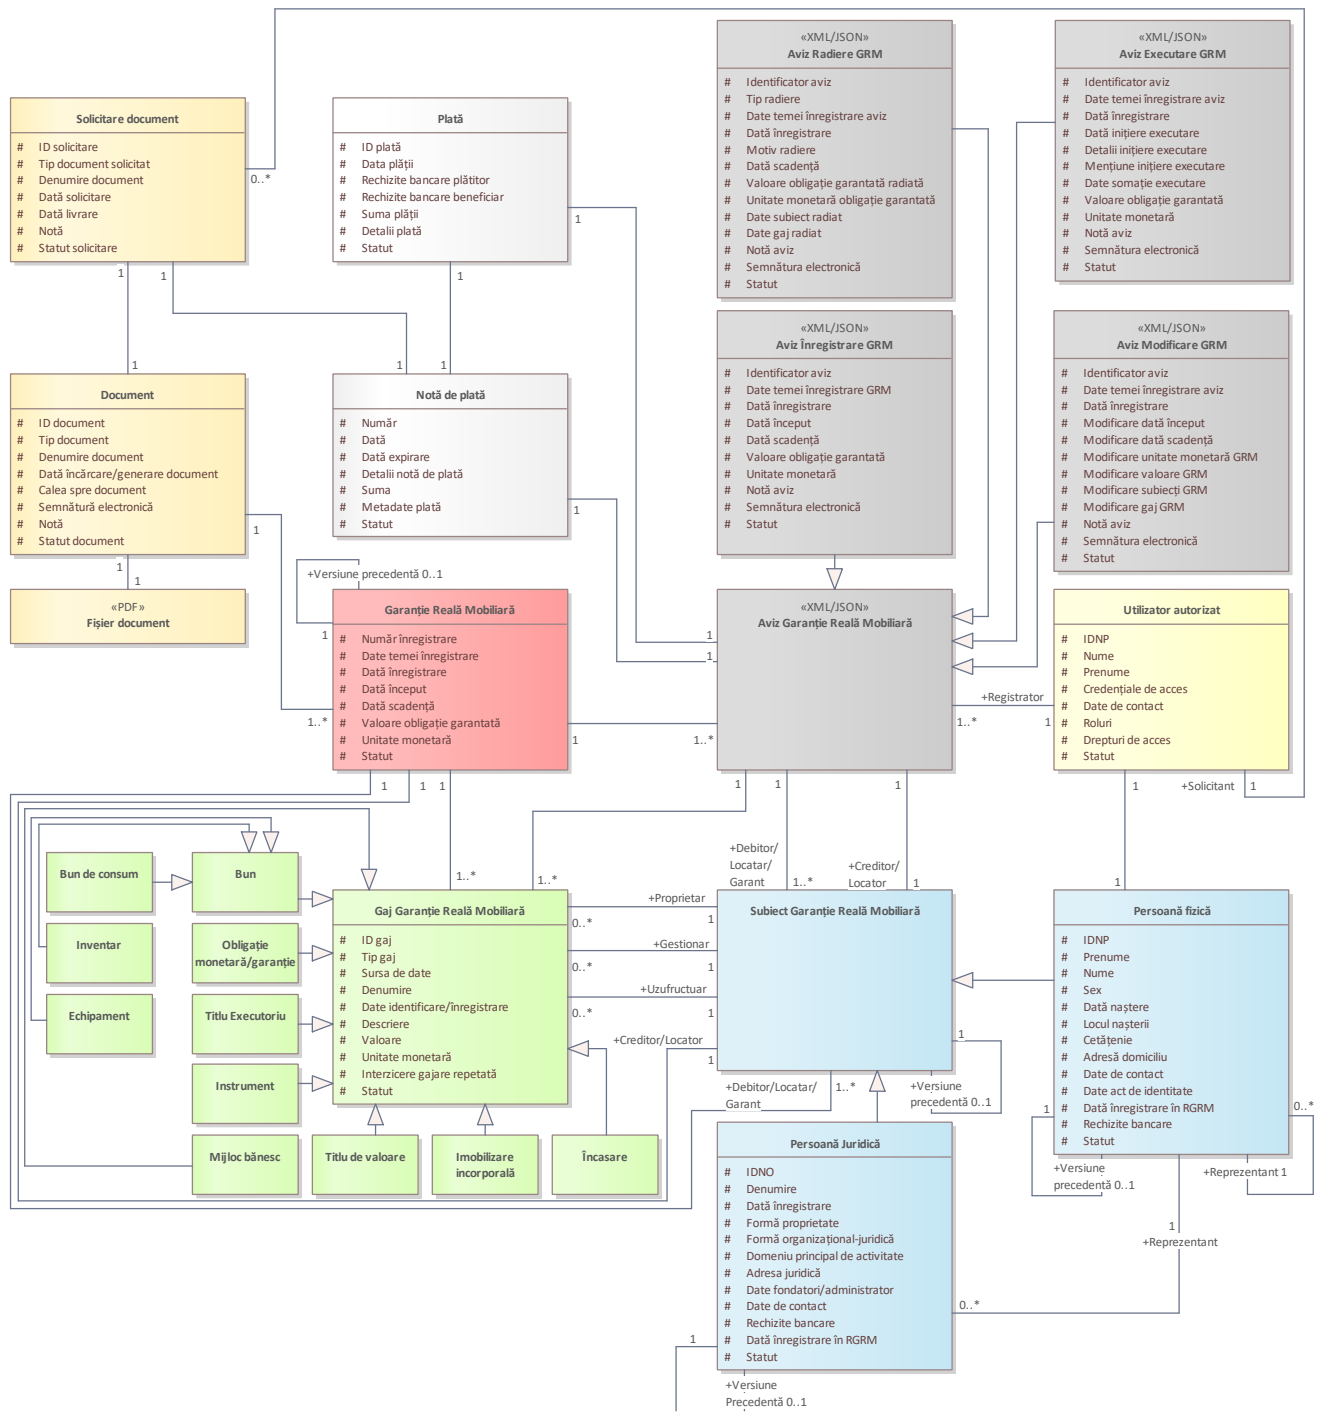 Solicitare document
# ID solicitare
# Tip document solicitat
# Denumire document
# Dată solicitare
# Dată livrare
# Notă
# Statut solicitare
0..*
1
1
Plată
# ID plată
# Data plății
# Rechizite bancare plătitor
# Rechizite bancare beneficiar
# Suma plății
# Detalii plată
# Statut
1
1
«XML/JSON»
Aviz Radiere GRM
# Identificator aviz
# Tip radiere
# Date temei înregistrare aviz
# Dată înregistrare
# Motiv radiere
# Dată scadență
# Valoare obligație garantată radiată
# Unitate monetară obligație garantată
# Date subiect radiat
# Date gaj radiat
# Notă aviz
# Semnătura electronică
# Statut
«XML/JSON»
Aviz Executare GRM
# Identificator aviz
# Date temei înregistrare aviz
# Dată înregistrare
# Dată inițiere executare
# Detalii inițiere executare
# Mențiune inițiere executare
# Date somație executare
# Valoare obligație garantată
# Unitate monetară
# Notă aviz
# Semnătura electronică
# Statut
1
1
1
Document
# ID document
# Tip document
# Denumire document
# Dată încărcare/generare document
# Calea spre document
# Semnătură electronică
# Notă
# Statut document
1
1
1
«PDF»
Fișier document
Notă de plată
# Număr
# Dată
# Dată expirare
# Detalii notă de plată
# Suma
# Metadate plată
# Statut
1
«XML/JSON»
Aviz Înregistrare GRM
# Identificator aviz
# Date temei înregistrare GRM
# Dată înregistrare
# Dată început
# Dată scadență
# Valoare obligație garantată
# Unitate monetară
# Notă aviz
# Semnătura electronică
# Statut
«XML/JSON»
Aviz Modificare GRM
# Identificator aviz
# Date temei înregistrare aviz
# Dată înregistrare
# Modificare dată început
# Modificare dată scadență
# Modificare unitate monetară GRM
# Modificare valoare GRM
# Modificare subiecți GRM
# Modificare gaj GRM
# Notă aviz
# Semnătura electronică
# Statut
+Versiune precedentă 0..1
1
1..*
Garanție Reală Mobiliară
# Număr înregistrare
# Date temei înregistrare
# Dată înregistrare
# Dată început
# Dată scadență
# Valoare obligație garantată
# Unitate monetară
# Statut
1
1
1
1
1
1
1..*
«XML/JSON»
Aviz Garanție Reală Mobiliară
+Registrator
1..*
1
Utilizator autorizat
# IDNP
# Nume
# Prenume
# Credențiale de acces
# Date de contact
# Roluri
# Drepturi de acces
# Statut
1
1
1
1
+Solicitant
1
Bun de consum
Bun
Inventar
Obligație
monetară/garanție
Echipament
Titlu Executoriu
Instrument
Mijloc bănesc
Titlu de valoare
Imobilizare
incorporală
Încasare
1..*
1..*
Gaj Garanție Reală Mobiliară
# ID gaj
# Tip gaj
# Sursa de date
# Denumire
# Date identificare/înregistrare
# Descriere
# Valoare
# Unitate monetară
# Interzicere gajare repetată
# Statut
+Debitor/
Locatar/
Garant
1..*
+Creditor/
Locator
1
+Proprietar
0..*
1
+Gestionar
0..*
1
+Uzufructuar
0..*
1
+Creditor/Locator
1
+Debitor/Locatar/
Garant
1..*
Subiect Garanție Reală Mobiliară
1
+Versiune
precedentă 0..1
1
Persoană fizică
# IDNP
# Prenume
# Nume
# Sex
# Dată naștere
# Locul nașterii
# Cetățenie
# Adresă domiciliu
# Date de contact
# Date act de identitate
# Dată înregistrare în RGRM
# Rechizite bancare
# Statut
1
+Versiune
precedentă 0..1
0..*
+Reprezentant 1
1
+Reprezentant
0..*
Persoană Juridică
# IDNO
# Denumire
# Dată înregistrare
# Formă proprietate
# Formă organizațional-juridică
# Domeniu principal de activitate
# Adresa juridică
# Date fondatori/administrator
# Date de contact
# Rechizite bancare
# Dată înregistrare în RGRM
# Statut
1
+Versiune
Precedentă 0..1